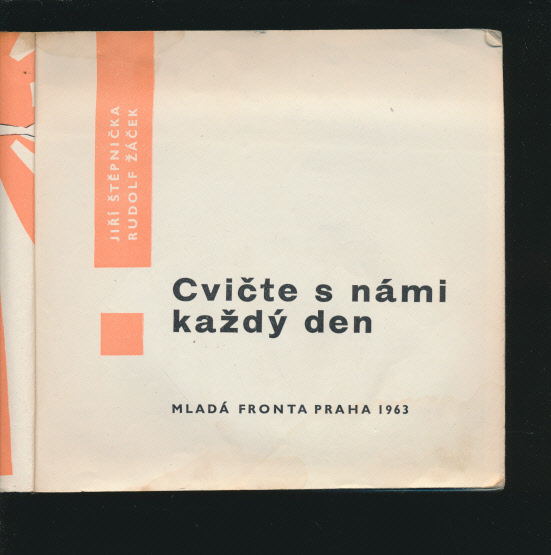 JIŘÍ ŠTĚPNIČKA
RUDOLF ŽÁČEK
Cvičte s námi
každý den
MLADÁ FRONTA PRAHA 1963